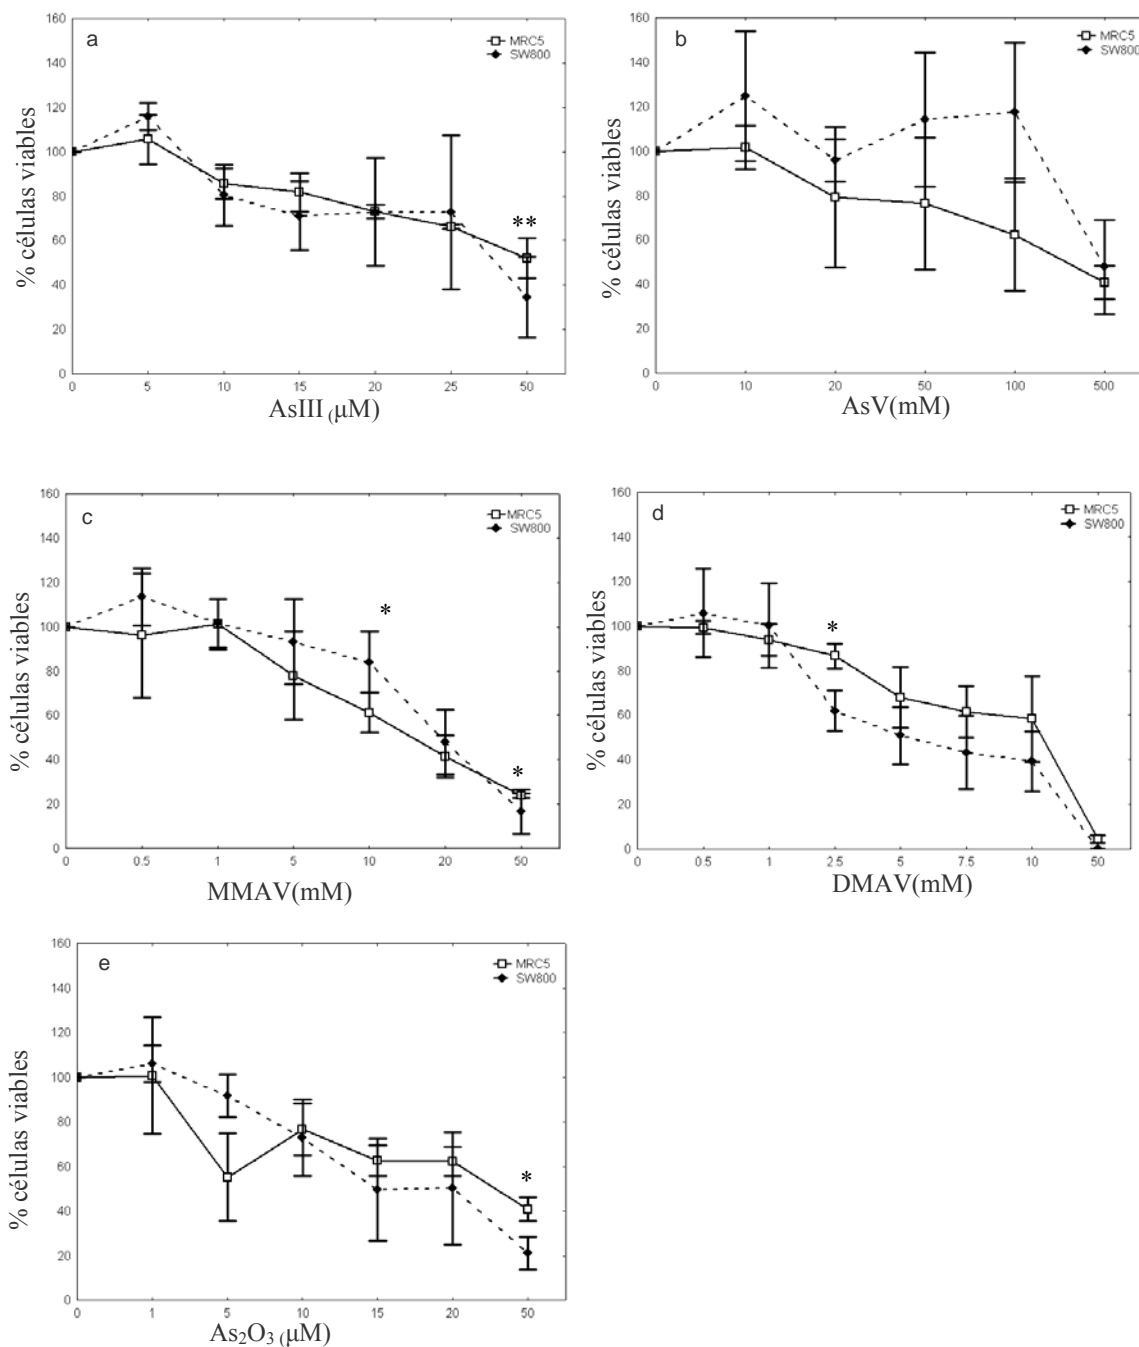 a
MRC5
SW800
160
140
120
100
80
60
40
20
0
% células viables
**
0 5 10 15 20 25 50
AsIII (µM)
b
MRC5
SW800
160
140
120
100
80
60
40
20
0
% células viables
0 10 20 50 100 500
AsV(mM)
c
MRC5
SW800
160
140
120
100
80
60
40
20
0
% células viables
*
*
0 0.5 1 5 10 20 50
MMAV(mM)
d
MRC5
SW800
160
140
120
100
80
60
40
20
0
% células viables
*
0 0.5 1 2.5 5 7.5 10 50
DMAV(mM)
e
MRC5
SW800
160
140
120
100
80
60
40
20
0
% células viables
*
0 1 5 10 15 20 50
As₂O₃ (µM)